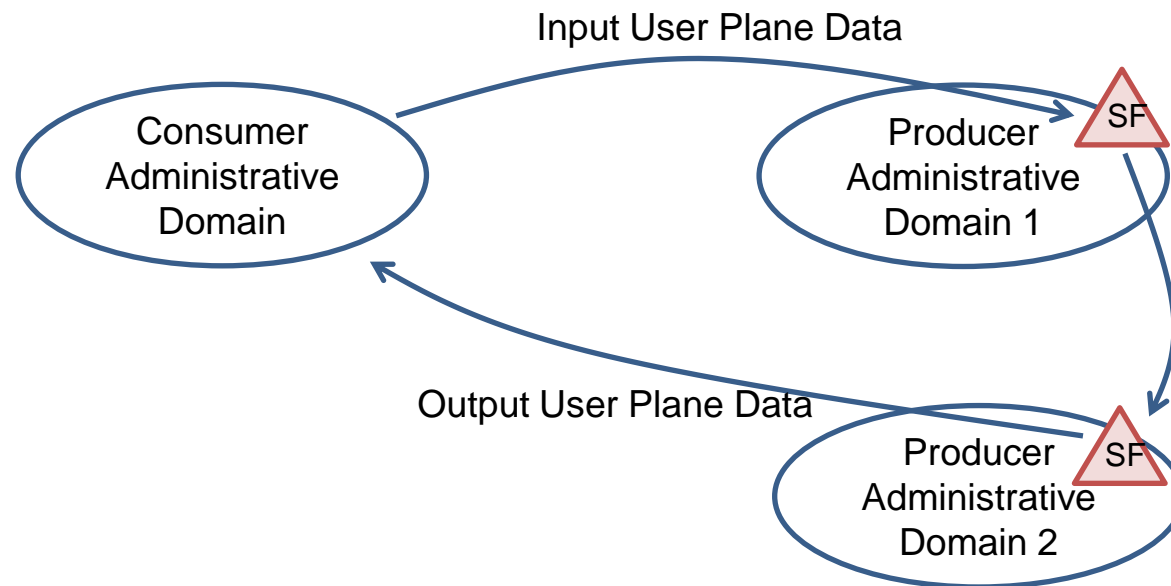 Input User Plane Data
Consumer
Administrative
Domain
Producer
Administrative
Domain 1
SF
Output User Plane Data
Producer
Administrative
Domain 2
SF